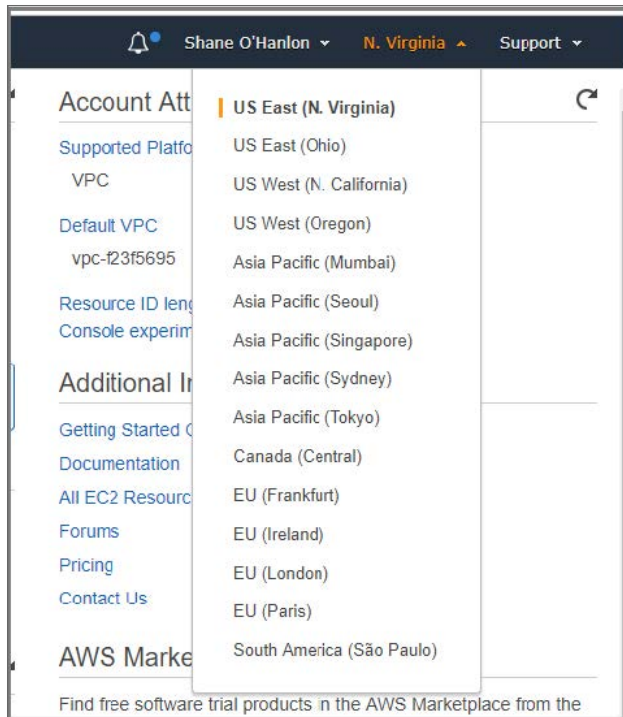 Shane O'Hanlon N. Virginia Support
Account Att
Supported Platfo
VPC
Default VPC
vpc-f23f5695
Resource ID leng
Console experim
Additional In
Getting Started G
Documentation
All EC2 Resourc
Forums
Pricing
Contact Us
AWS Marke
Find free software trial products in the AWS Marketplace from the
US East (N. Virginia)
US East (Ohio)
US West (N. California)
US West (Oregon)
Asia Pacific (Mumbai)
Asia Pacific (Seoul)
Asia Pacific (Singapore)
Asia Pacific (Sydney)
Asia Pacific (Tokyo)
Canada (Central)
EU (Frankfurt)
EU (Ireland)
EU (London)
EU (Paris)
South America (São Paulo)